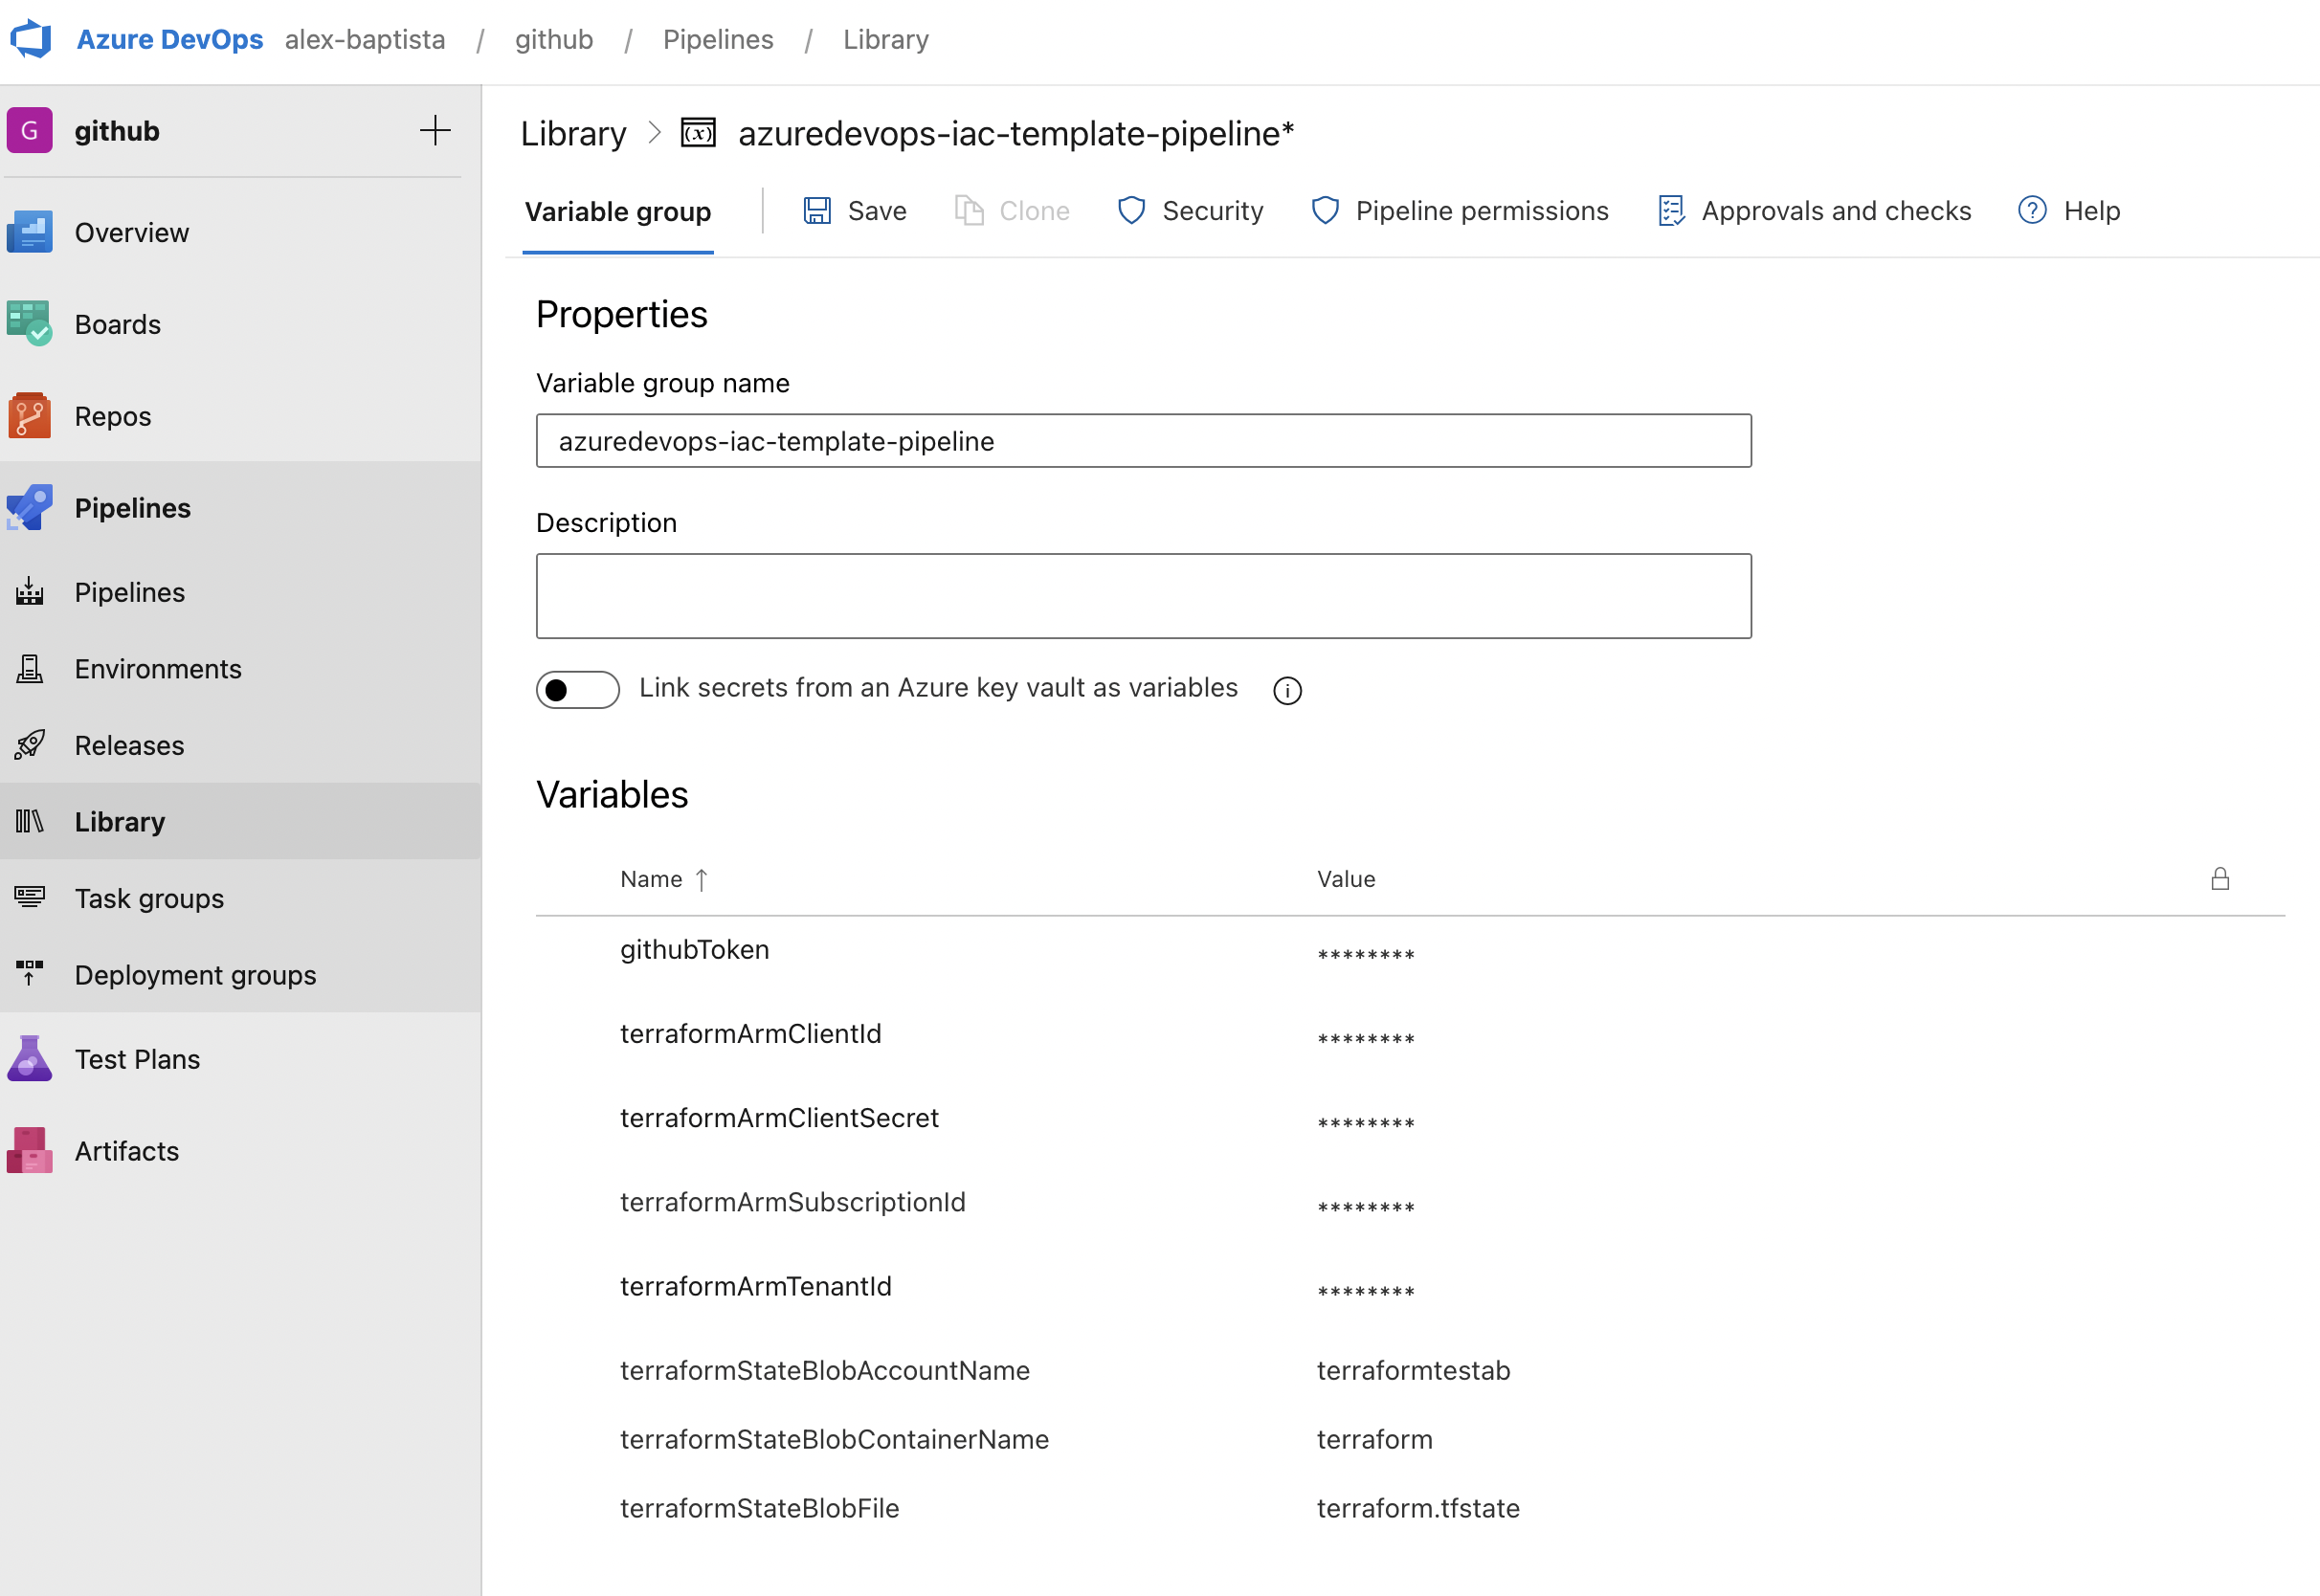 Azure DevOps alex-baptista / github / Pipelines / Library
G github
Overview
Boards
Repos
Pipelines
Pipelines
Environments
Releases
Library
Task groups
Deployment groups
Test Plans
Artifacts
Library > (x) azuredevops-iac-template-pipeline*
Variable group Save Clone Security Pipeline permissions Approvals and checks ? Help
Properties
Variable group name
azuredevops-iac-template-pipeline
Description
Link secrets from an Azure key vault as variables i
Variables
Name ↑ Value
githubToken ********
terraformArmClientId ********
terraformArmClientSecret ********
terraformArmSubscriptionId ********
terraformArmTenantId ********
terraformStateBlobAccountName terraformtestab
terraformStateBlobContainerName terraform
terraformStateBlobFile terraform.tfstate